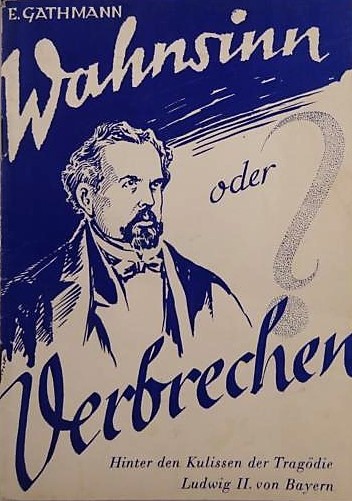 E. GATHMANN
Wahnsinn
oder
?
Verbrechen
Hinter den Kulissen der Tragödie
Ludwig II. von Bayern